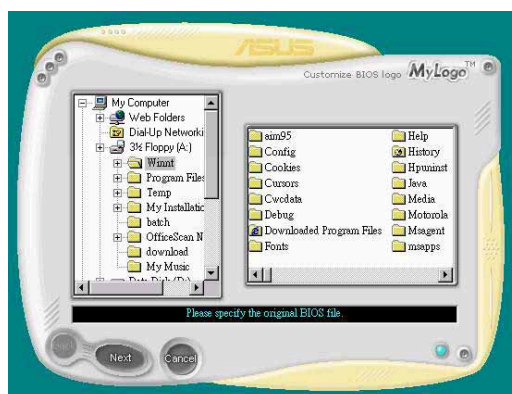 ASUS
Customize BIOS logo MyLogo™
My Computer
Web Folders
Dial-Up Networki
3½ Floppy (A:)
Winnt
Program Files
Temp
My Installatic
batch
OfficeScan N
download
My Music
aim95
Config
Cookies
Cursors
Cwcdata
Debug
Downloaded Program Files
Fonts
Help
History
Hpuninst
Java
Media
Motorola
Msagent
msapps
Please specify the original BIOS file.
Next
Cancel